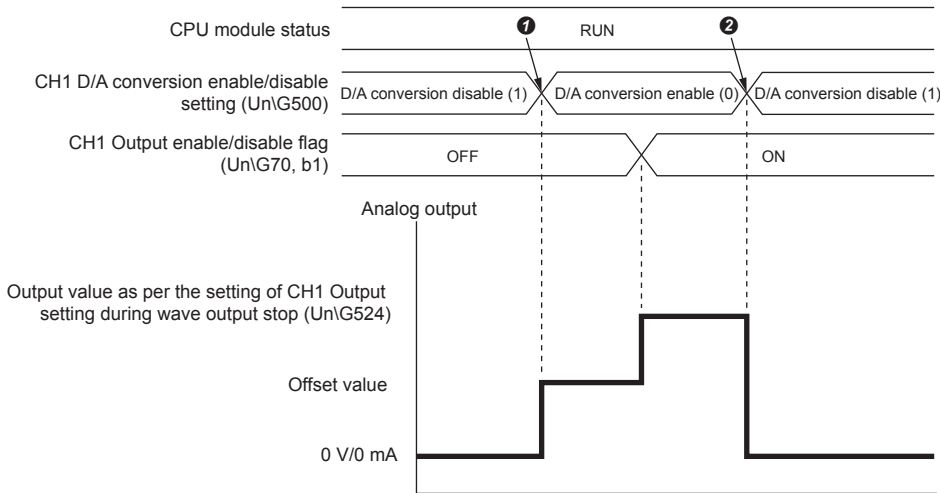 CPU module status
❶
RUN
❷
CH1 D/A conversion enable/disable
setting (Un\G500)
D/A conversion disable (1)
D/A conversion enable (0)
D/A conversion disable (1)
CH1 Output enable/disable flag
(Un\G70, b1)
OFF
ON
Analog output
Output value as per the setting of CH1 Output
setting during wave output stop (Un\G524)
Offset value
0 V/0 mA